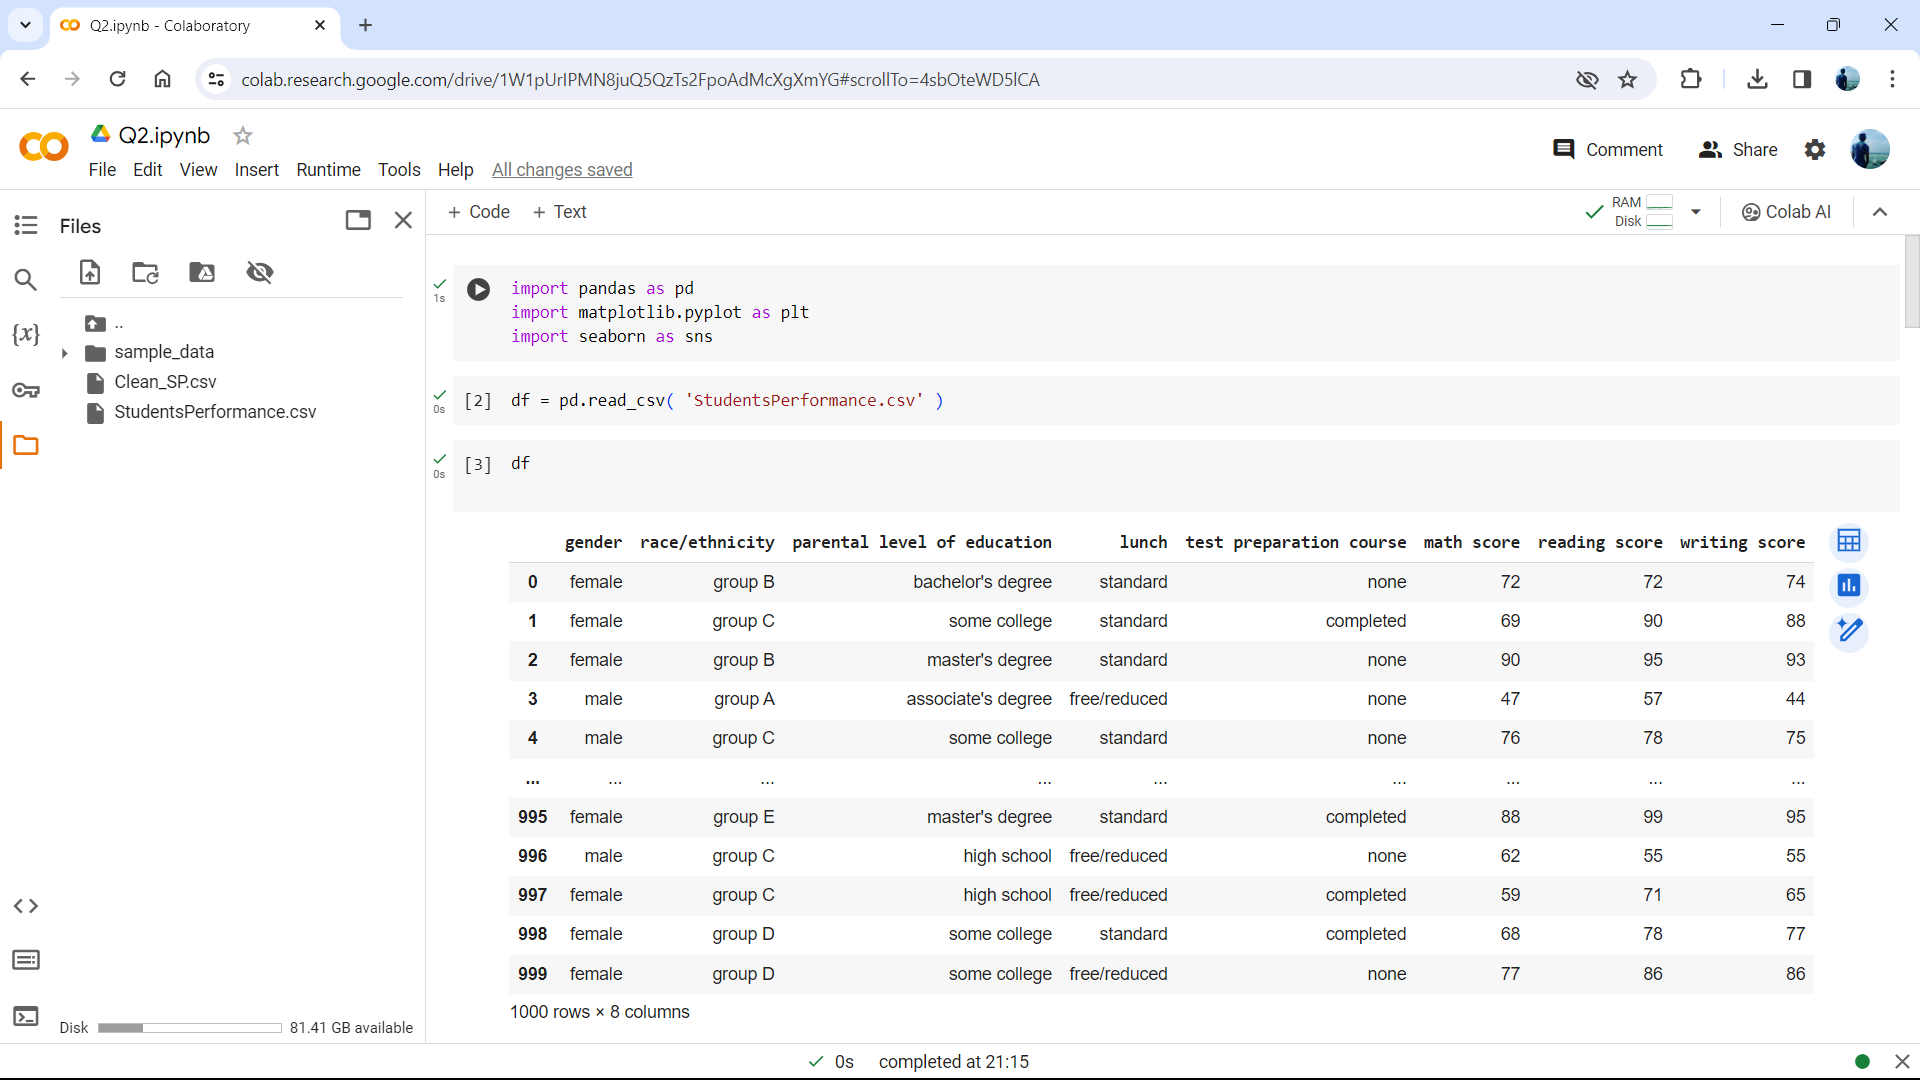 Q2.ipynb - Colaboratory
colab.research.google.com/drive/1W1pUrlPMN8juQ5QzTs2FpoAdMcXgXmYG#scrollTo=4sbOteWD5lCA
Q2.ipynb
Comment Share
File Edit View Insert Runtime Tools Help All changes saved
Files
+ Code + Text
RAM
Disk
Colab AI
..
sample_data
Clean_SP.csv
StudentsPerformance.csv
1s
import pandas as pd
import matplotlib.pyplot as plt
import seaborn as sns
0s
[2] df = pd.read_csv( 'StudentsPerformance.csv' )
0s
[3] df
gender race/ethnicity parental level of education lunch test preparation course math score reading score writing score
0 female group B bachelor's degree standard none 72 72 74
1 female group C some college standard completed 69 90 88
2 female group B master's degree standard none 90 95 93
3 male group A associate's degree free/reduced none 47 57 44
4 male group C some college standard none 76 78 75
... ... ... ... ... ... ... ... ...
995 female group E master's degree standard completed 88 99 95
996 male group C high school free/reduced none 62 55 55
997 female group C high school free/reduced completed 59 71 65
998 female group D some college standard completed 68 78 77
999 female group D some college free/reduced none 77 86 86
1000 rows × 8 columns
Disk 81.41 GB available
0s completed at 21:15